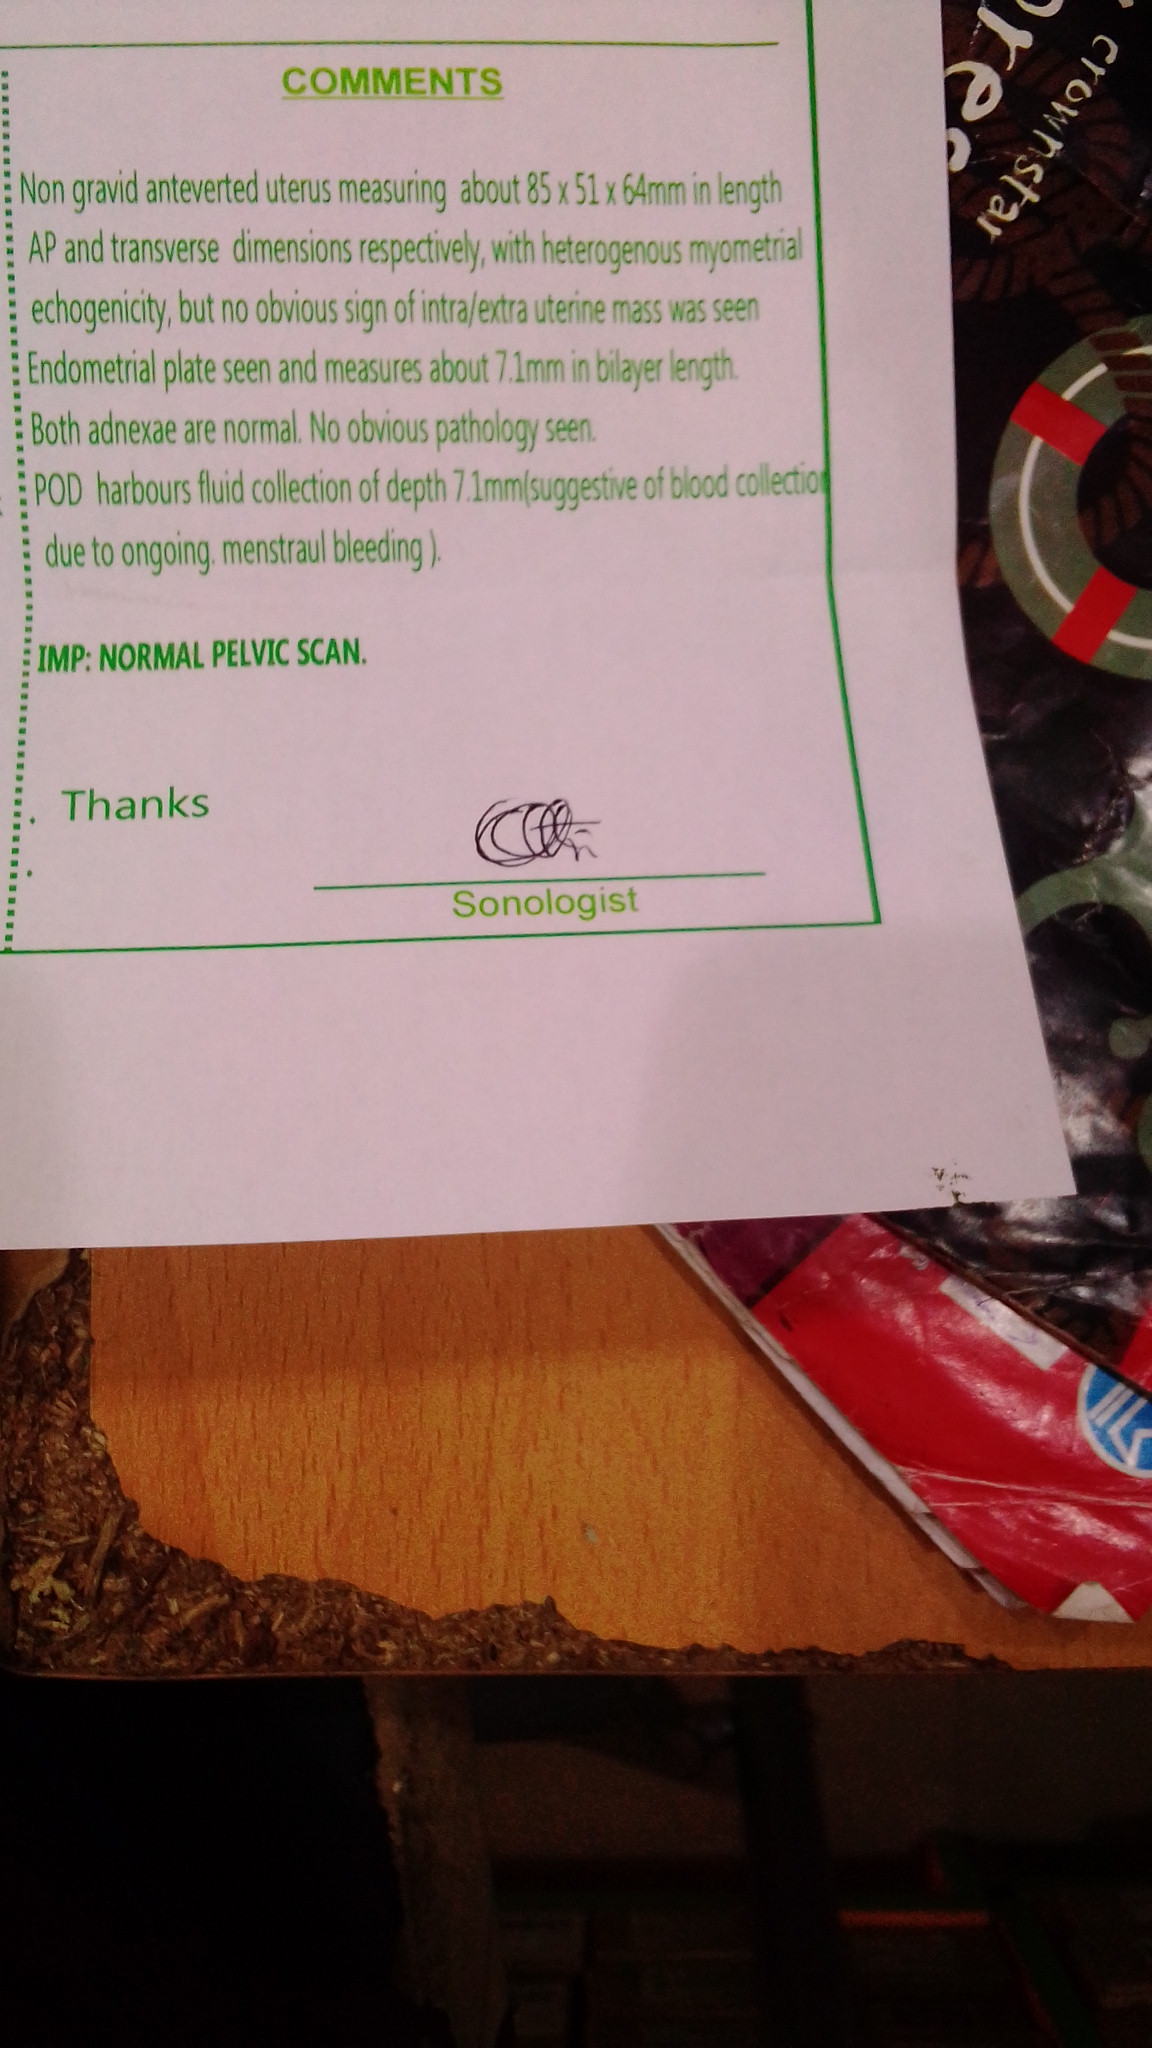 COMMENTS
Non gravid anteverted uterus measuring about 85 x 51 x 64mm in length
AP and transverse dimensions respectively, with heterogenous myometrial
echogenicity, but no obvious sign of intra/extra uterine mass was seen
Endometrial plate seen and measures about 7.1mm in bilayer length.
Both adnexae are normal. No obvious pathology seen.
POD harbours fluid collection of depth 7.1mm(suggestive of blood collection
due to ongoing. menstraul bleeding ).
IMP: NORMAL PELVIC SCAN.
Thanks
Sonologist
crownstar